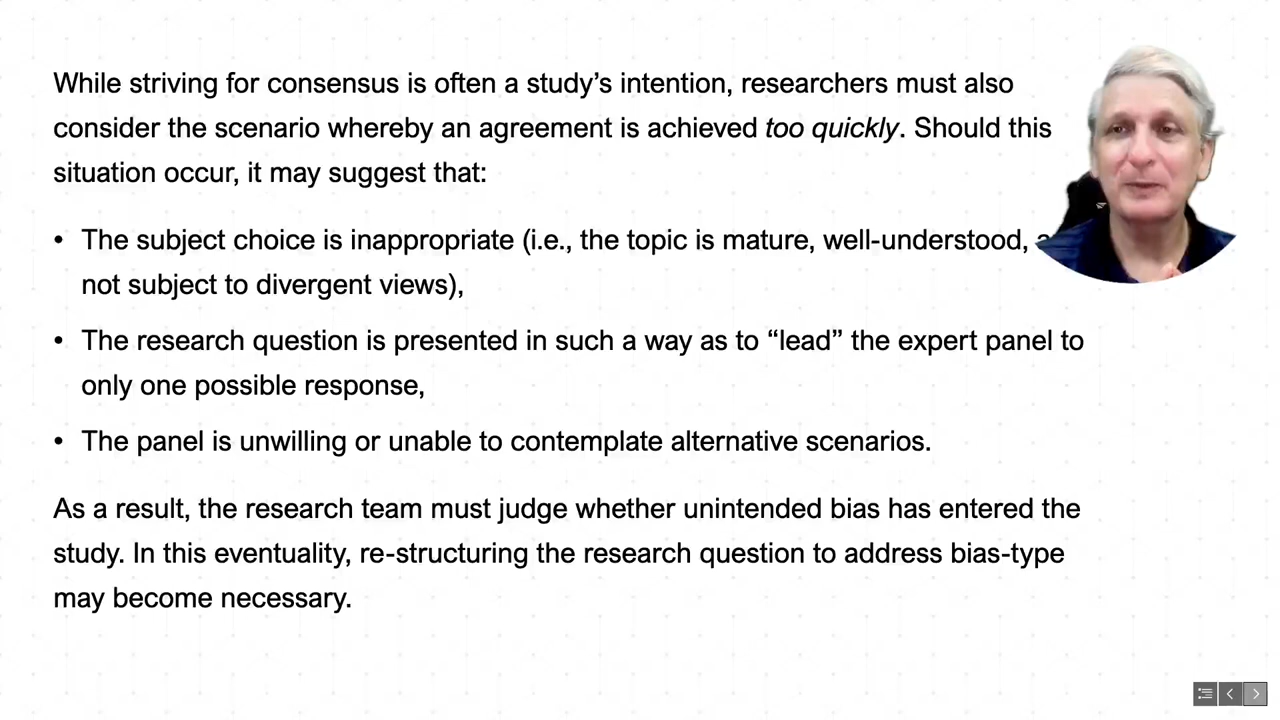 While striving for consensus is often a study’s intention, researchers must also
consider the scenario whereby an agreement is achieved too quickly. Should this
situation occur, it may suggest that:
• The subject choice is inappropriate (i.e., the topic is mature, well-understood,
not subject to divergent views),
• The research question is presented in such a way as to “lead” the expert panel to
only one possible response,
• The panel is unwilling or unable to contemplate alternative scenarios.
As a result, the research team must judge whether unintended bias has entered the
study. In this eventuality, re-structuring the research question to address bias-type
may become necessary.